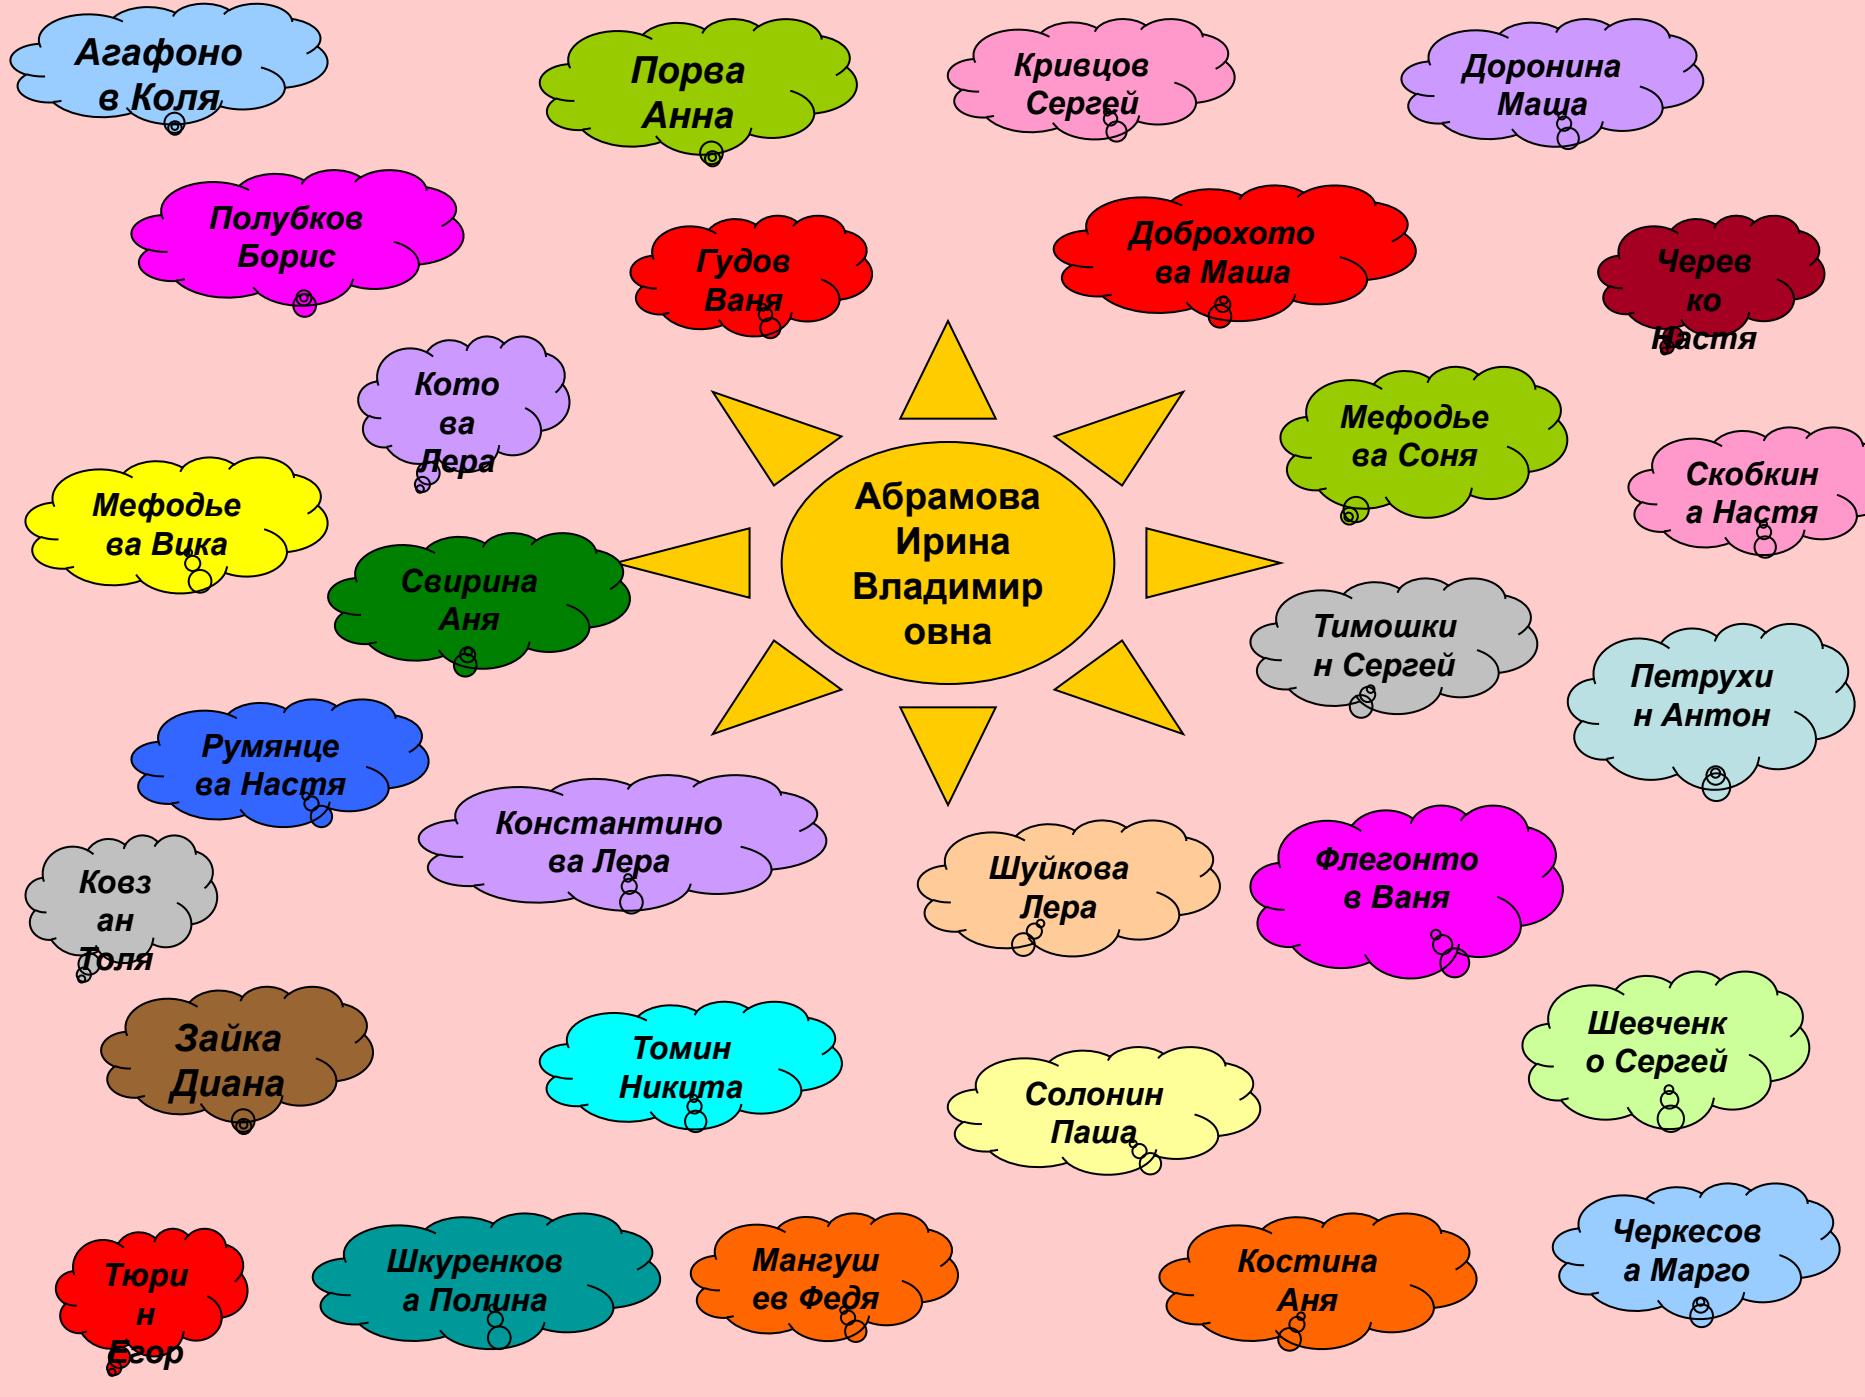 Агафоно
в Коля
Порва
Анна
Кривцов
Сергей
Доронина
Маша
Полубков
Борис
Гудов
Ваня
Доброхото
ва Маша
Черев
ко
Настя
Кото
ва
Лера
Мефодье
ва Соня
Скобкин
а Настя
Мефодье
ва Вика
Свирина
Аня
Абрамова
Ирина
Владимир
овна
Тимошки
н Сергей
Петрухи
н Антон
Румянце
ва Настя
Константино
ва Лера
Шуйкова
Лера
Флегонто
в Ваня
Ковз
ан
Толя
Зайка
Диана
Томин
Никита
Солонин
Паша
Шевченк
о Сергей
Тюри
н
Егор
Шкуренков
а Полина
Мангуш
ев Федя
Костина
Аня
Черкесов
а Марго